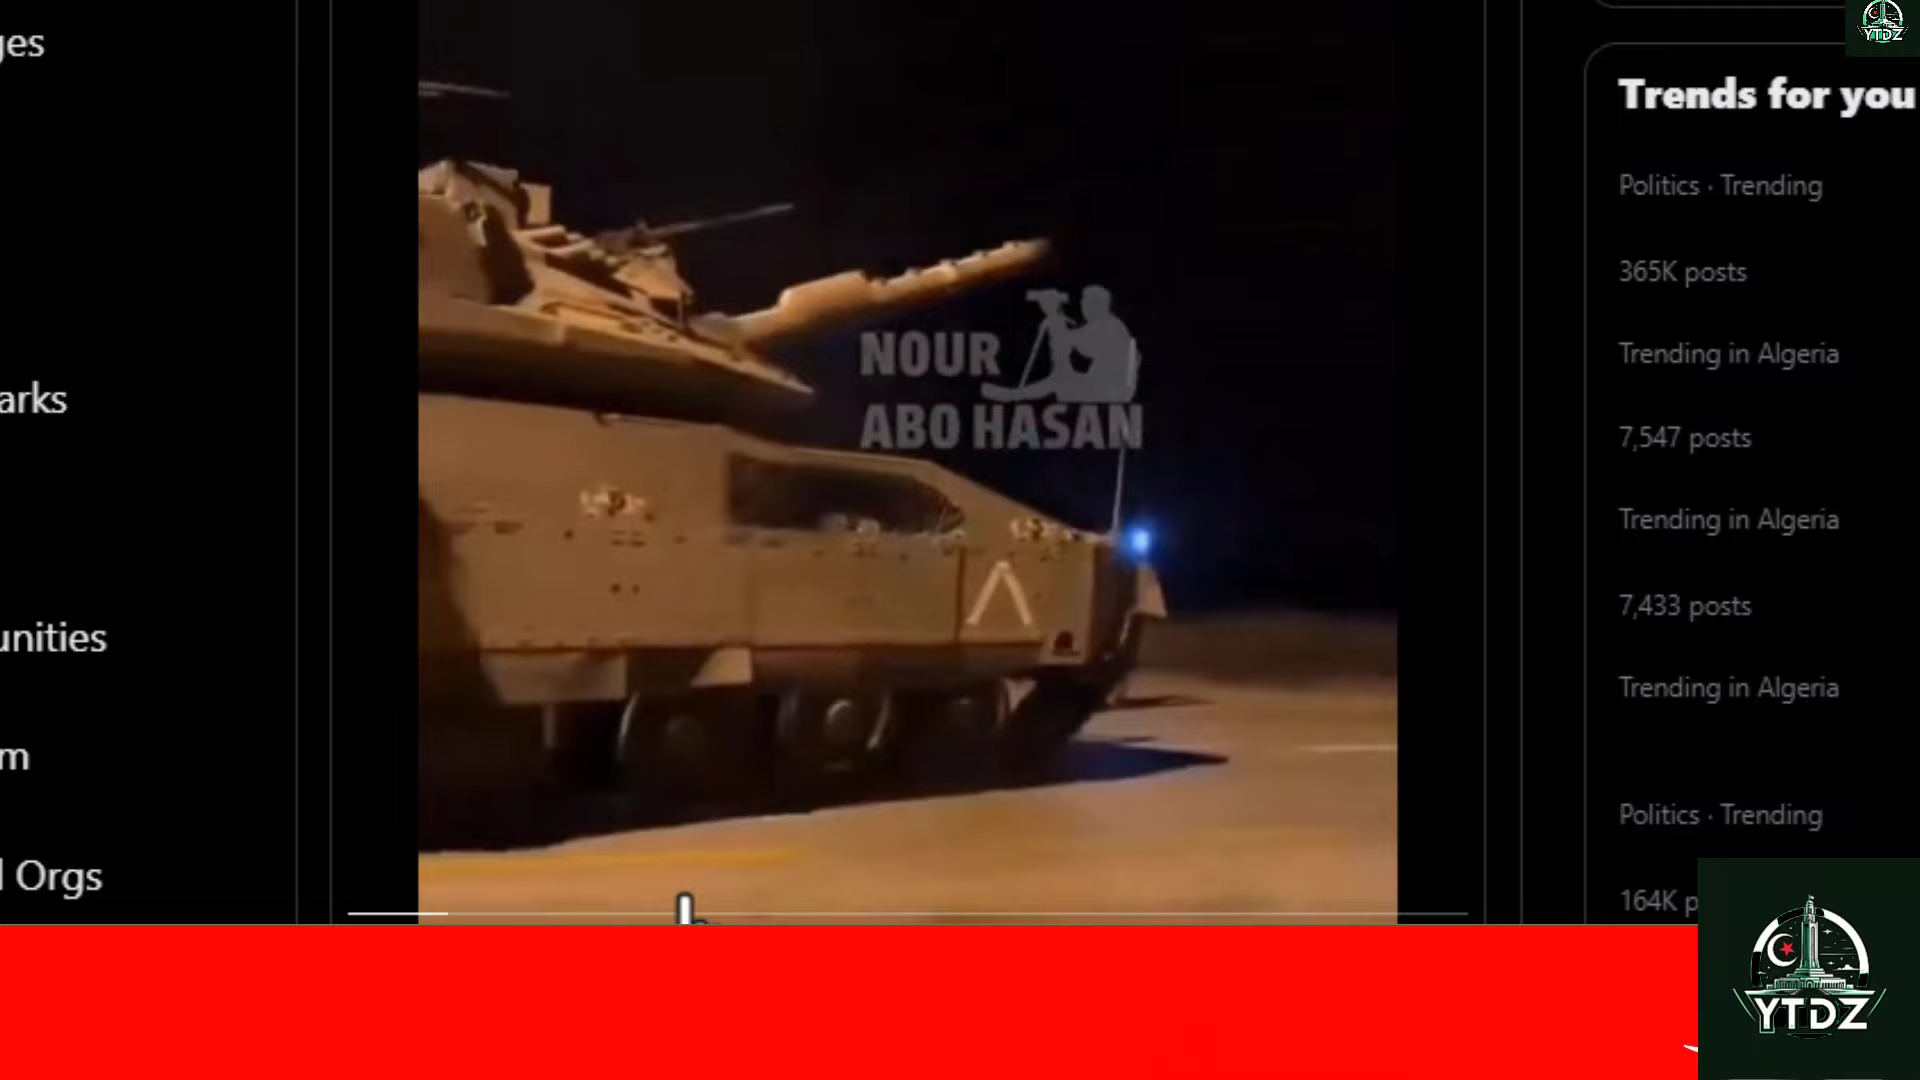 ges
arks
unities
m
l Orgs
NOUR
ABO HASAN
YTDZ
Trends for you
Politics · Trending
365K posts
Trending in Algeria
7,547 posts
Trending in Algeria
7,433 posts
Trending in Algeria
Politics · Trending
164K p
YTDZ